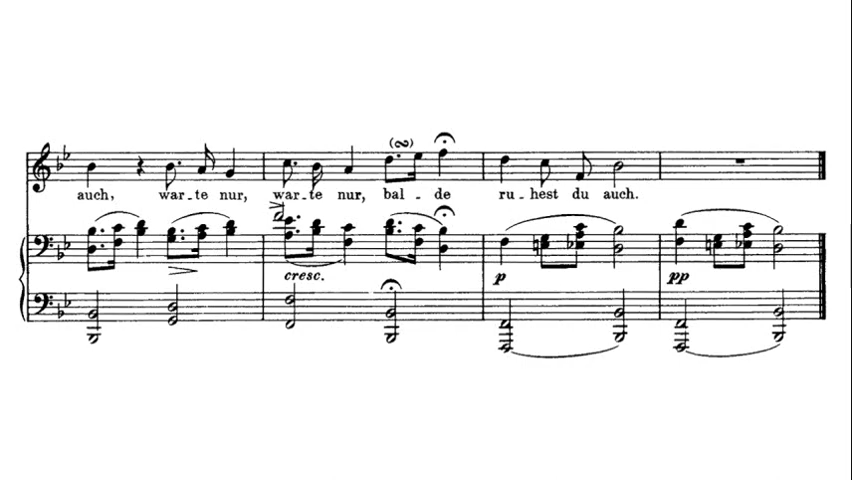 auch, war-te nur, war-te nur, bal-de ru-hest du auch.
cresc. p pp